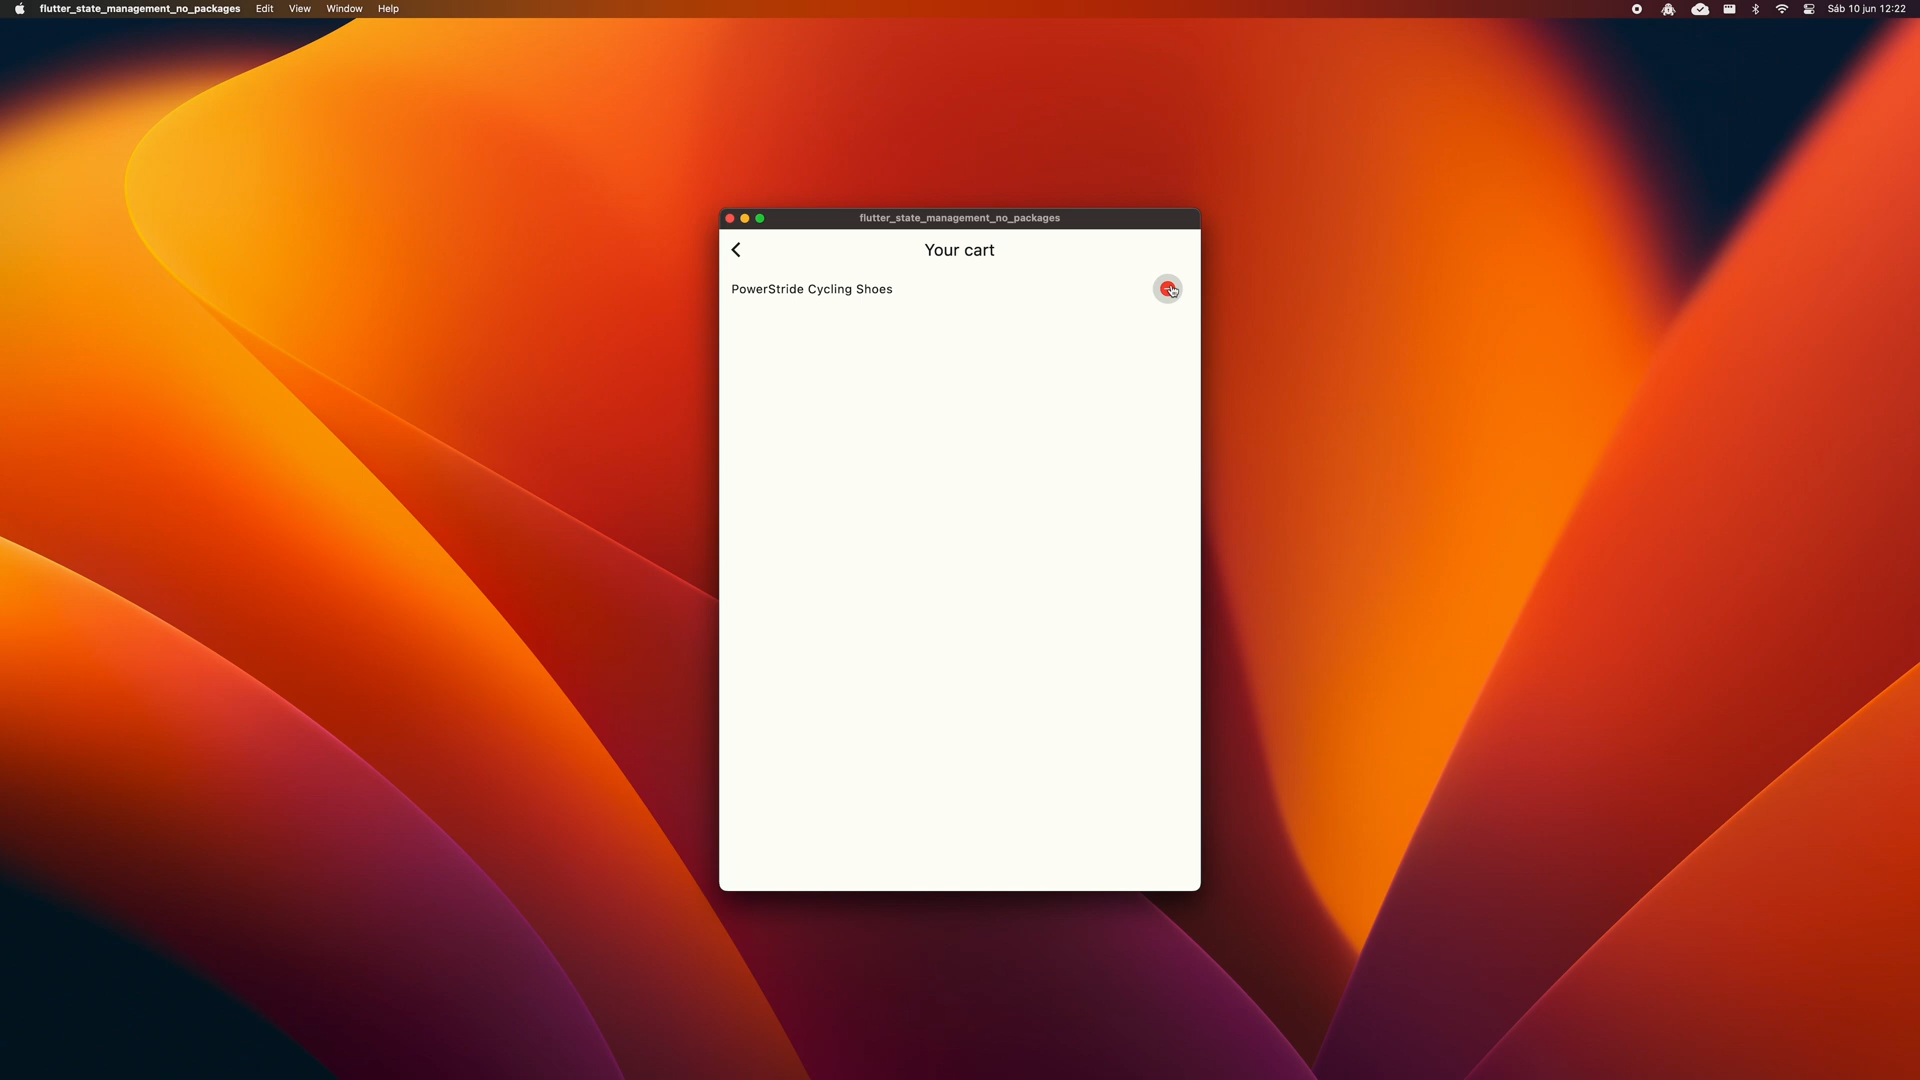 flutter_state_management_no_packages Edit View Window Help Sáb 10 jun 12:22
flutter_state_management_no_packages
Your cart
PowerStride Cycling Shoes